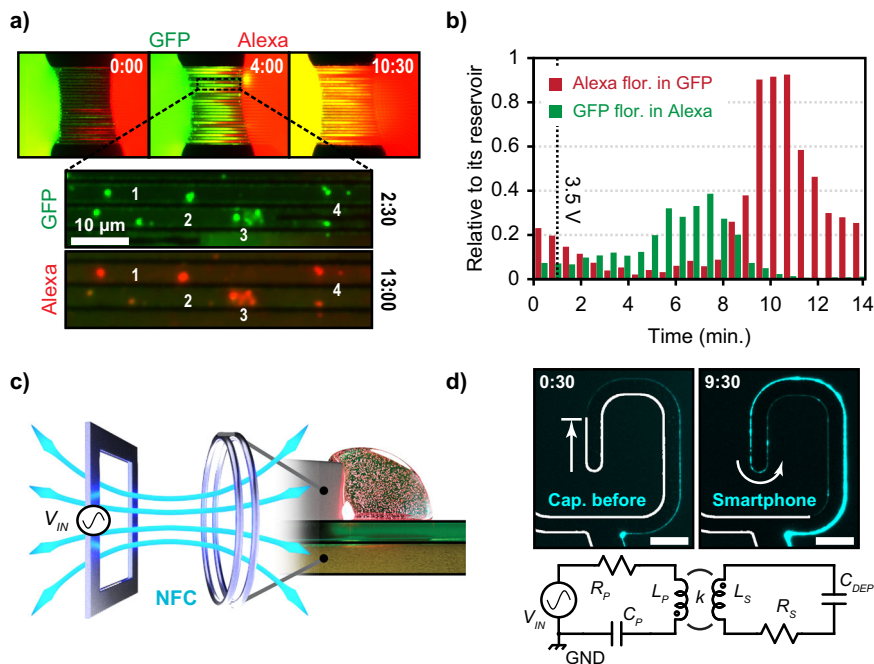 a)
GFP
Alexa
0:00
4:00
10:30
GFP
1
2
3
4
10 µm
2:30
Alexa
1
2
3
4
13:00
b)
Relative to its reservoir
1
0.8
0.6
0.4
0.2
0
Alexa flor. in GFP
GFP flor. in Alexa
3.5 V
0
2
4
6
8
10
12
14
Time (min.)
c)
V_IN
NFC
d)
0:30
Cap. before
9:30
Smartphone
R_P
L_P
k
L_S
C_DEP
V_IN
C_P
R_S
GND